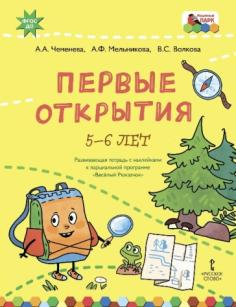 ФГОС
ДО
А.А. Чеменева, А.Ф. Мельникова, В.С. Волкова
ПЕРВЫЕ
ОТКРЫТИЯ
5–6 ЛЕТ
Развивающая тетрадь с наклейками
к парциальной программе
«Весёлый Рюкзачок»
«РУССКОЕ
СЛОВО»